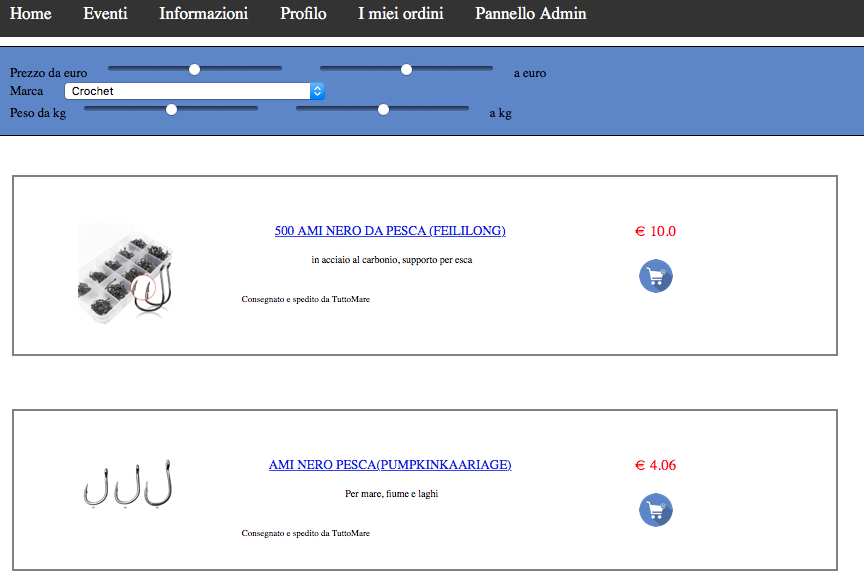 Home Eventi Informazioni Profilo I miei ordini Pannello Admin
Prezzo da euro a euro
Marca Crochet
Peso da kg a kg
500 AMI NERO DA PESCA (FEILILONG) € 10.0
in acciaio al carbonio, supporto per esca
Consegnato e spedito da TuttoMare
AMI NERO PESCA(PUMPKINKAARIAGE) € 4.06
Per mare, fiume e laghi
Consegnato e spedito da TuttoMare